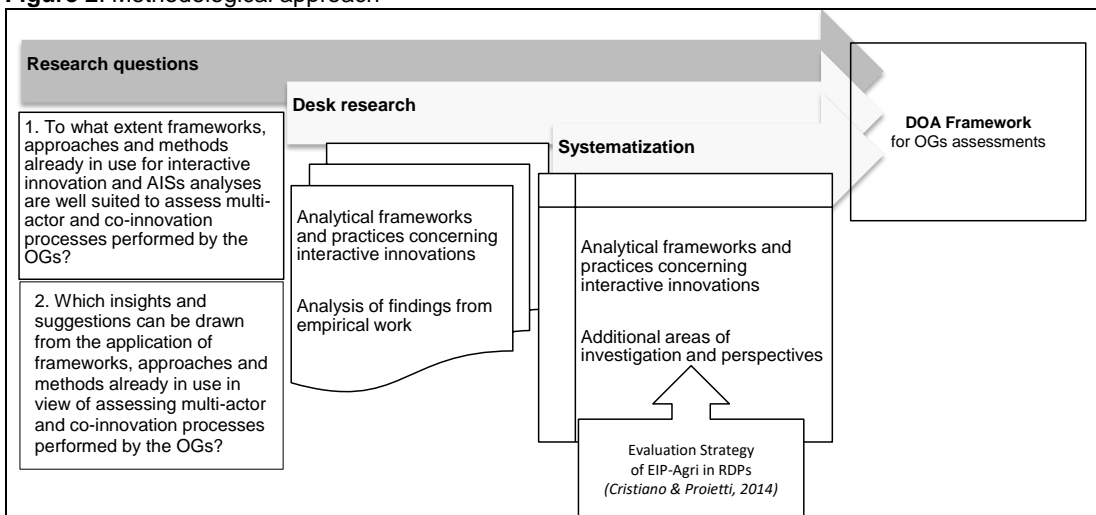 Figure 2. Methodological approach
Research questions
Desk research
Systematization
DOA Framework
for OGs assessments
1. To what extent frameworks,
approaches and methods
already in use for interactive
innovation and AISs analyses
are well suited to assess multi-
actor and co-innovation
processes performed by the
OGs?
2. Which insights and
suggestions can be drawn
from the application of
frameworks, approaches and
methods already in use in
view of assessing multi-actor
and co-innovation processes
performed by the OGs?
Analytical frameworks
and practices concerning
interactive innovations
Analysis of findings from
empirical work
Analytical frameworks and
practices concerning
interactive innovations
Additional areas of
investigation and perspectives
Evaluation Strategy
of EIP-Agri in RDPs
(Cristiano & Proietti, 2014)